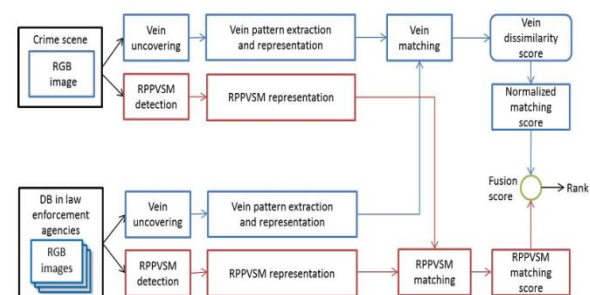 Crime scene
RGB
image
Vein
uncovering
Vein pattern extraction
and representation
Vein
matching
Vein
dissimilarity
score
RPPVSM
detection
RPPVSM representation
Normalized
matching
score
Fusion
score
Rank
DB in law
enforcement
agencies
RGB
images
Vein
uncovering
Vein pattern extraction
and representation
RPPVSM
detection
RPPVSM representation
RPPVSM
matching
RPPVSM
matching
score